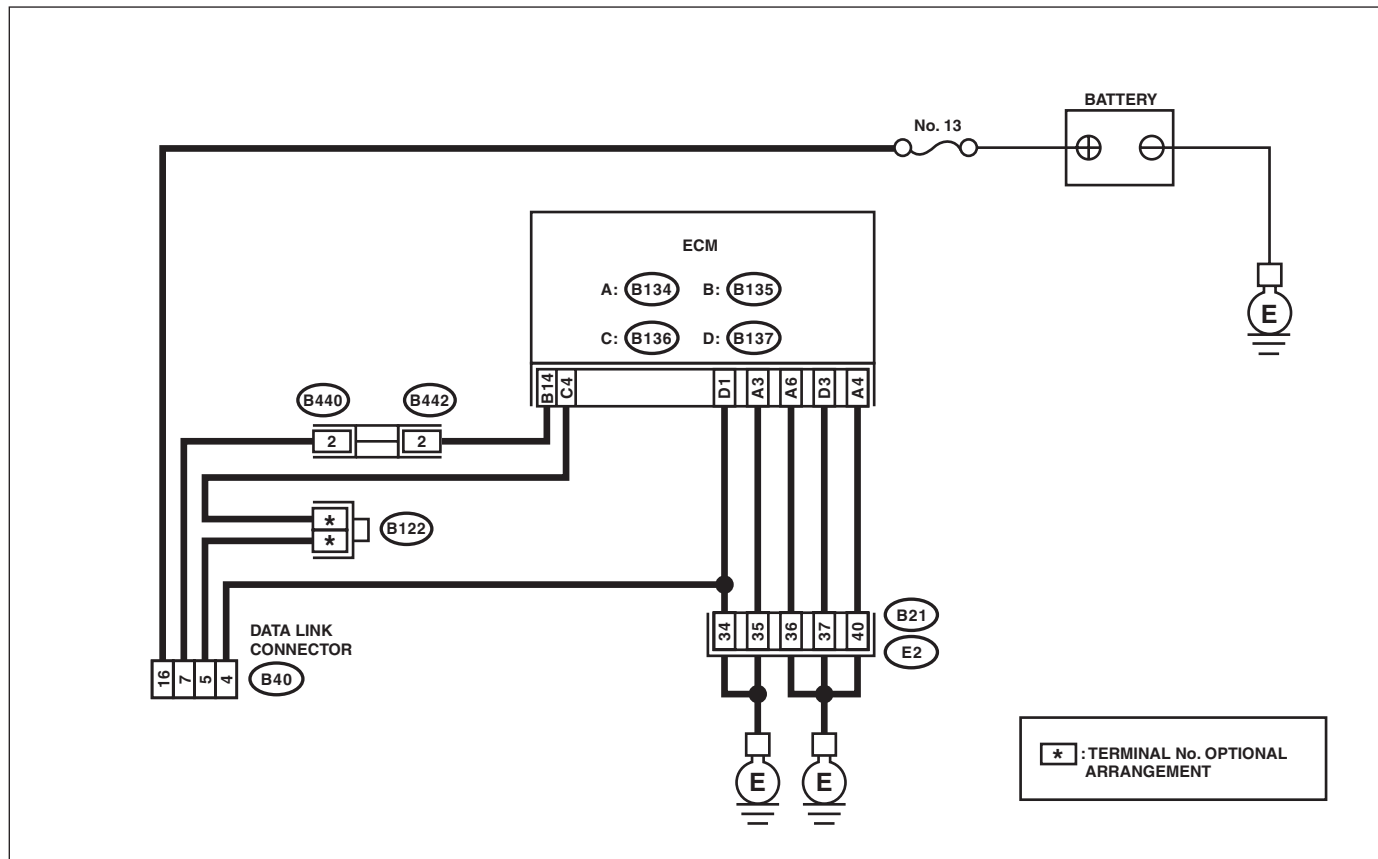 BATTERY
No. 13
ECM
A: B134 B: B135
C: B136 D: B137
B14 C4 D1 A3 A6 D3 A4
B440 B442
2 2
*
*
B122
34 35 36 37 40
B21
E2
DATA LINK
CONNECTOR
B40
16 7 5 4
E
E E
* : TERMINAL No. OPTIONAL
ARRANGEMENT